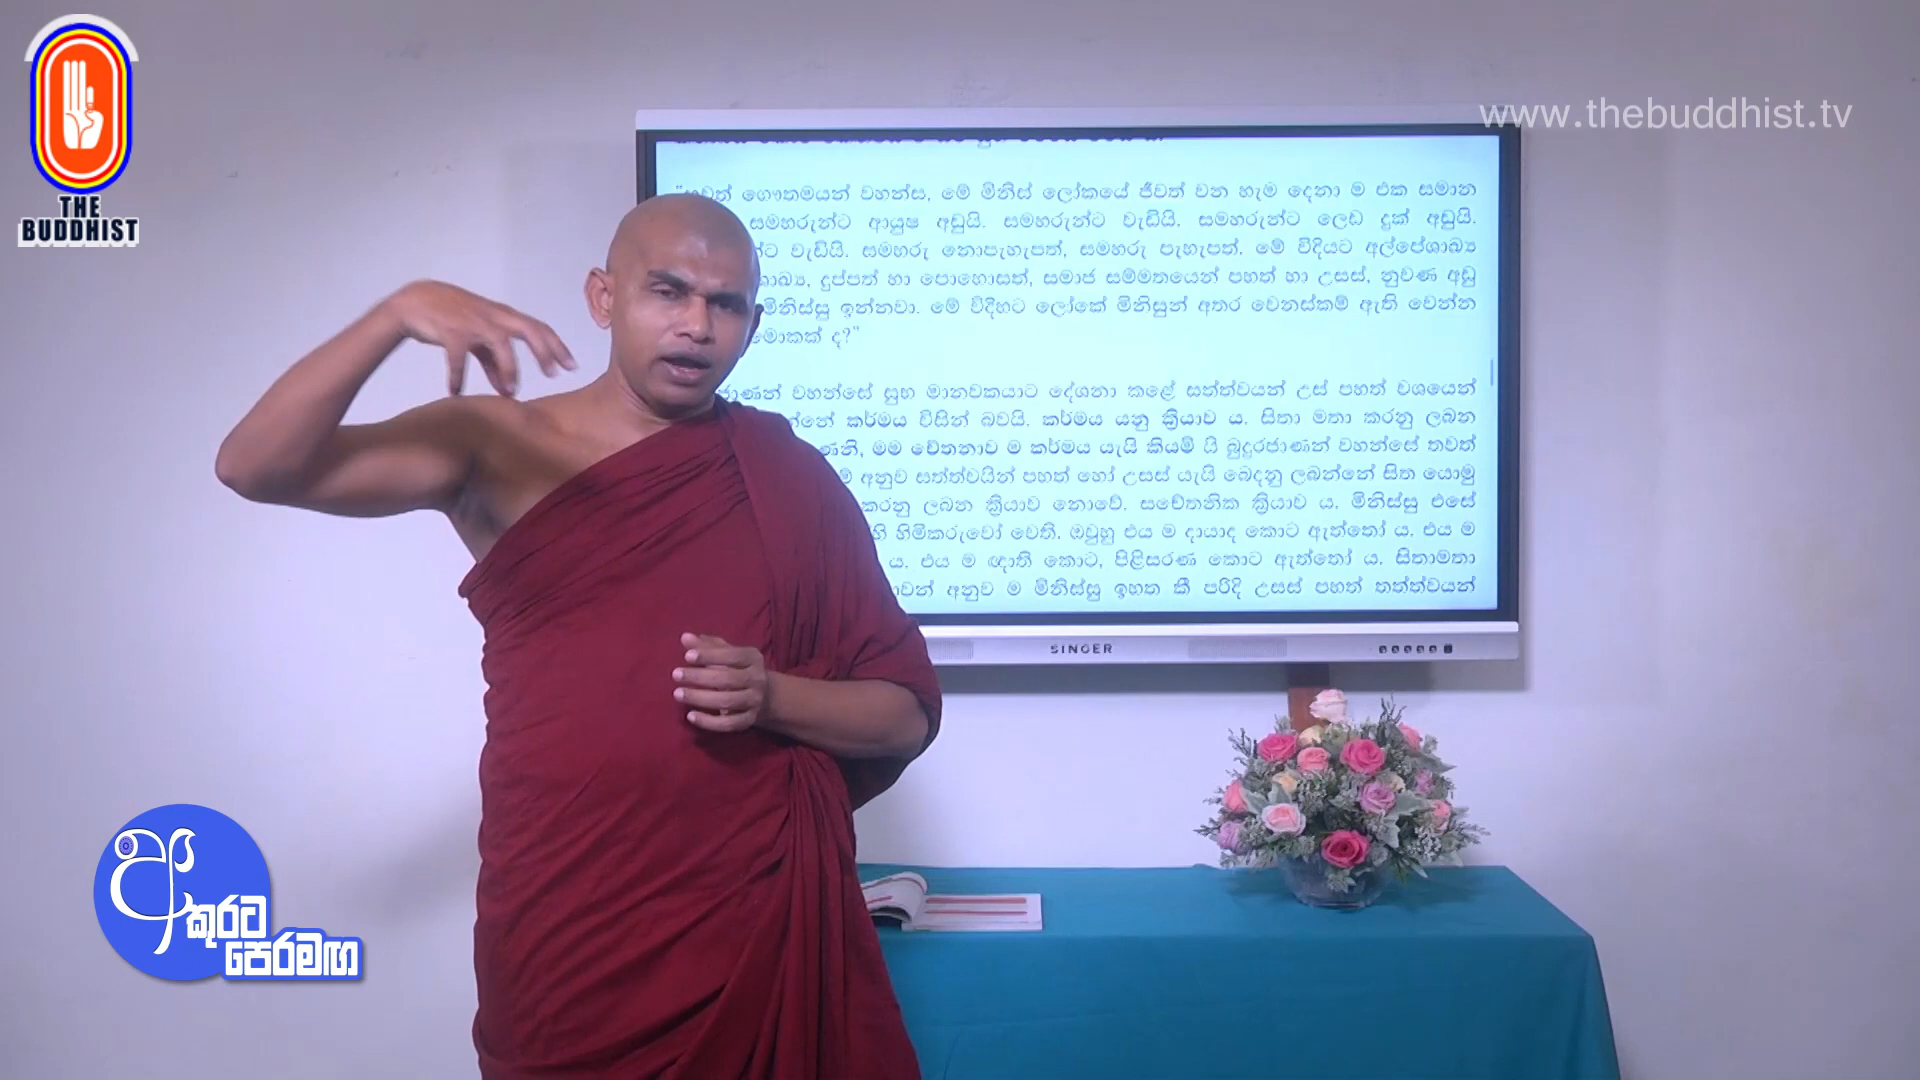 THE
BUDDHIST
www.thebuddhist.tv
ගෞතමයන් වහන්ස, මේ මිනිස් ලෝකයේ ජීවත් වන හැම දෙනා ම එක සමාන
සමහරුන්ට ආයුෂ අඩුයි. සමහරුන්ට වැඩියි. සමහරුන්ට ලෙඩ දුක් අඩුයි.
වැඩියි. සමහරු නොපැහැපත්, සමහරු පැහැපත්. මේ විදියට අල්පේශාඛ්‍ය
දුප්පත් හා පොහොසත්, සමාජ සම්මතයෙන් පහත් හා උසස්, නුවණ අඩු
මිනිස්සු ඉන්නවා. මේ විදිහට ලෝකේ මිනිසුන් අතර වෙනස්කම් ඇති වෙන්න
මොකක් ද?"
වහන්සේ සුභ මානවකයාට දේශනා කළේ සත්ත්වයන් උස් පහත් වශයෙන්
කර්මය විසින් බවයි. කර්මය යනු ක්‍රියාව ය. සිතා මතා කරනු ලබන
මම චේතනාව ම කර්මය යැයි කියමි යි බුදුරජාණන් වහන්සේ තවත්
අනුව සත්ත්වයින් පහත් හෝ උසස් යැයි බෙදනු ලබන්නේ සිත යොමු
කරනු ලබන ක්‍රියාව නොවේ. සචේතනික ක්‍රියාව ය. මිනිස්සු එසේ
හිමිකරුවෝ වෙති. ඔවුහු එය ම දායාද කොට ඇත්තෝ ය. එය ම
ය. එය ම ඥාති කොට, පිළිසරණ කොට ඇත්තෝ ය. සිතාමතා
අනුව ම මිනිස්සු ඉහත කී පරිදි උසස් පහත් තත්ත්වයන්
SINGER
අකුරට
පෙරමඟ